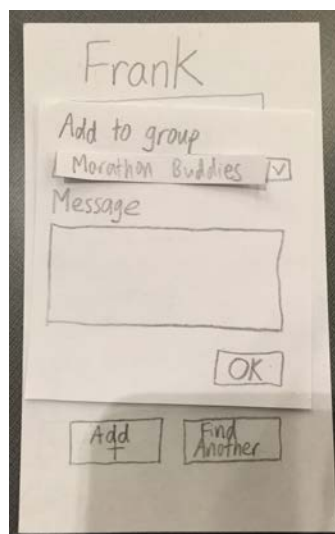 Frank
Add to group
Marathon Buddies
Message
OK
Add
+
Find
Another